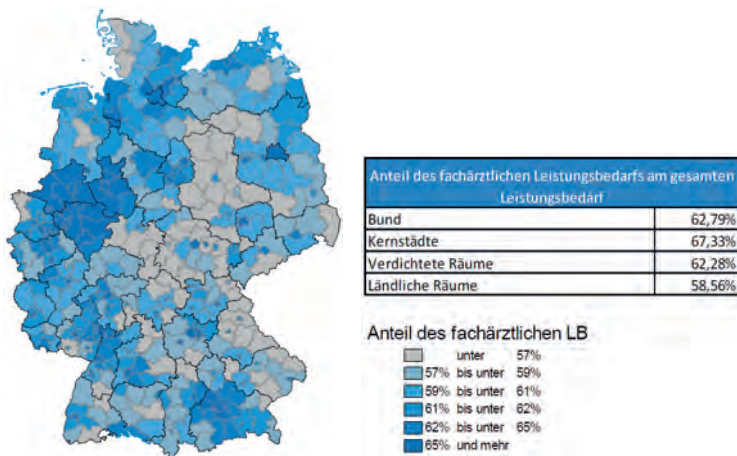 Anteil des fachärztlichen Leistungsbedarfs am gesamten
Leistungsbedarf
Bund 62,79%
Kernstädte 67,33%
Verdichtete Räume 62,28%
Ländliche Räume 58,56%
Anteil des fachärztlichen LB
unter 57%
57% bis unter 59%
59% bis unter 61%
61% bis unter 62%
62% bis unter 65%
65% und mehr